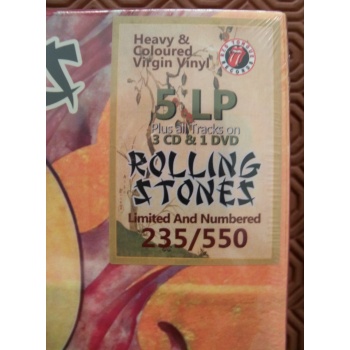 Heavy &
Coloured
Virgin Vinyl
5 LP
Plus all Tracks on
3 CD & 1 DVD
ROLLING
STONES
Limited And Numbered
235/550